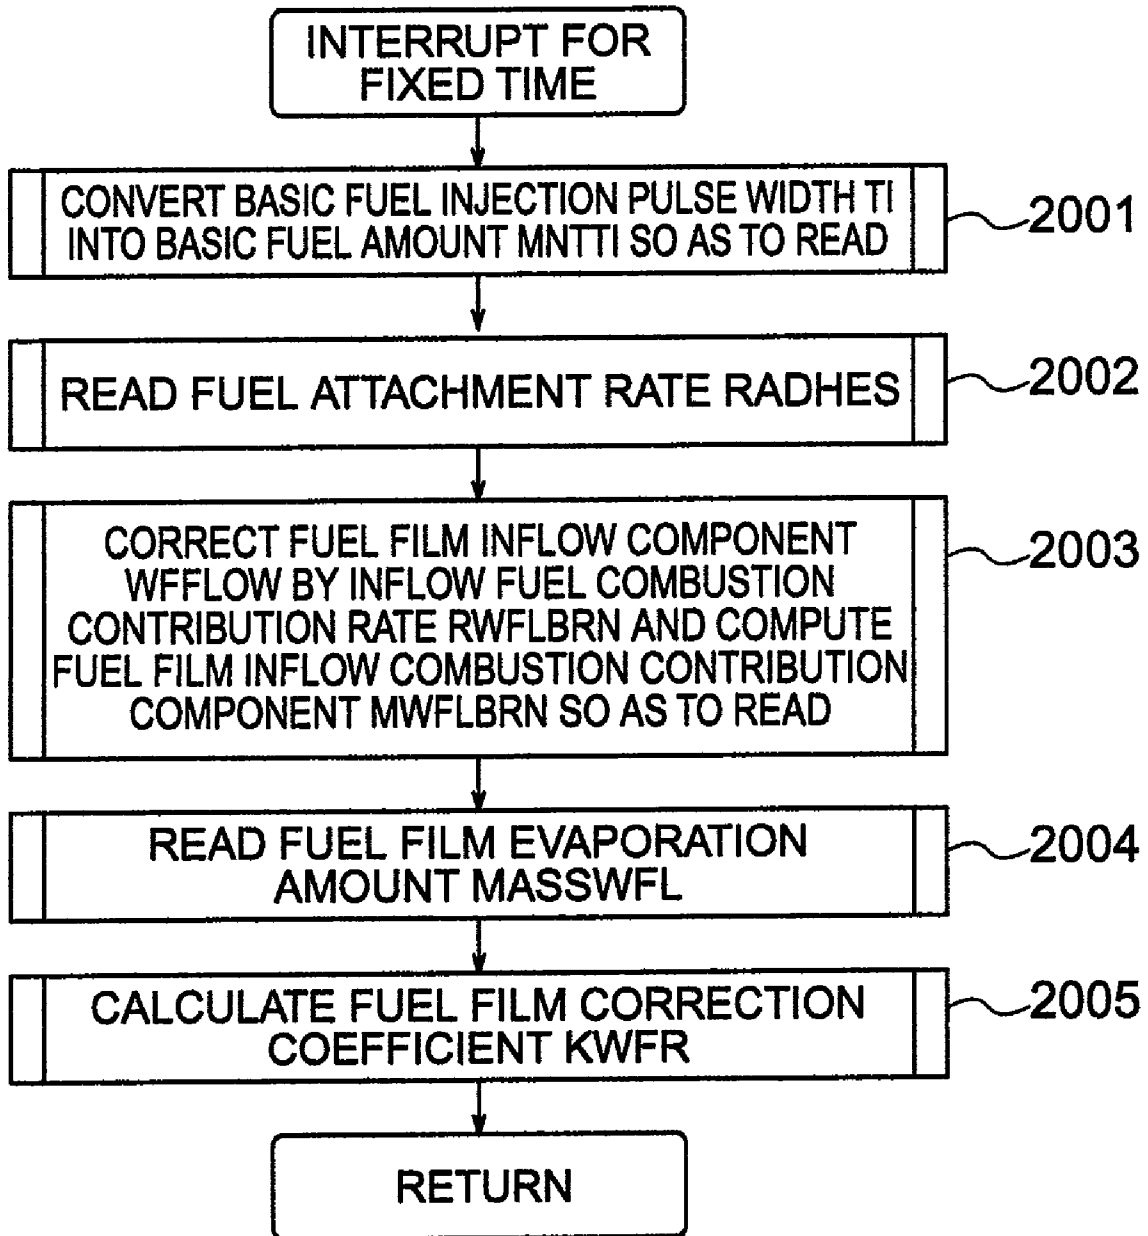 INTERRUPT FOR
FIXED TIME
CONVERT BASIC FUEL INJECTION PULSE WIDTH TI
INTO BASIC FUEL AMOUNT MNTTI SO AS TO READ
2001
READ FUEL ATTACHMENT RATE RADHES
2002
CORRECT FUEL FILM INFLOW COMPONENT
WFFLOW BY INFLOW FUEL COMBUSTION
CONTRIBUTION RATE RWFLBRN AND COMPUTE
FUEL FILM INFLOW COMBUSTION CONTRIBUTION
COMPONENT MWFLBRN SO AS TO READ
2003
READ FUEL FILM EVAPORATION
AMOUNT MASSWFL
2004
CALCULATE FUEL FILM CORRECTION
COEFFICIENT KWFR
2005
RETURN